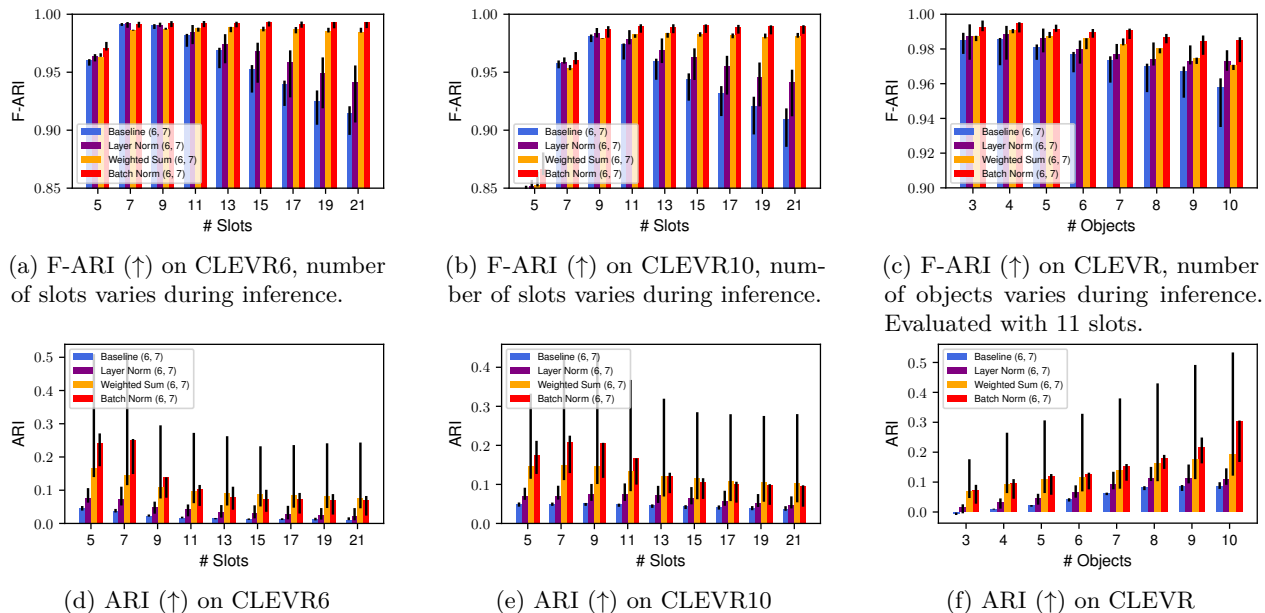 1.00
0.95
0.90
0.85
F-ARI
Baseline (6, 7)
Layer Norm (6, 7)
Weighted Sum (6, 7)
Batch Norm (6, 7)
5 7 9 11 13 15 17 19 21
# Slots
(a) F-ARI (↑) on CLEVR6, number
of slots varies during inference.
1.00
0.95
0.90
0.85
F-ARI
Baseline (6, 7)
Layer Norm (6, 7)
Weighted Sum (6, 7)
Batch Norm (6, 7)
5 7 9 11 13 15 17 19 21
# Slots
(b) F-ARI (↑) on CLEVR10, num-
ber of slots varies during inference.
1.00
0.98
0.96
0.94
0.92
0.90
F-ARI
Baseline (6, 7)
Layer Norm (6, 7)
Weighted Sum (6, 7)
Batch Norm (6, 7)
3 4 5 6 7 8 9 10
# Objects
(c) F-ARI (↑) on CLEVR, number
of objects varies during inference.
Evaluated with 11 slots.
0.5
0.4
0.3
0.2
0.1
0.0
ARI
Baseline (6, 7)
Layer Norm (6, 7)
Weighted Sum (6, 7)
Batch Norm (6, 7)
5 7 9 11 13 15 17 19 21
# Slots
(d) ARI (↑) on CLEVR6
0.4
0.3
0.2
0.1
0.0
ARI
Baseline (6, 7)
Layer Norm (6, 7)
Weighted Sum (6, 7)
Batch Norm (6, 7)
5 7 9 11 13 15 17 19 21
# Slots
(e) ARI (↑) on CLEVR10
0.5
0.4
0.3
0.2
0.1
0.0
ARI
Baseline (6, 7)
Layer Norm (6, 7)
Weighted Sum (6, 7)
Batch Norm (6, 7)
3 4 5 6 7 8 9 10
# Objects
(f) ARI (↑) on CLEVR